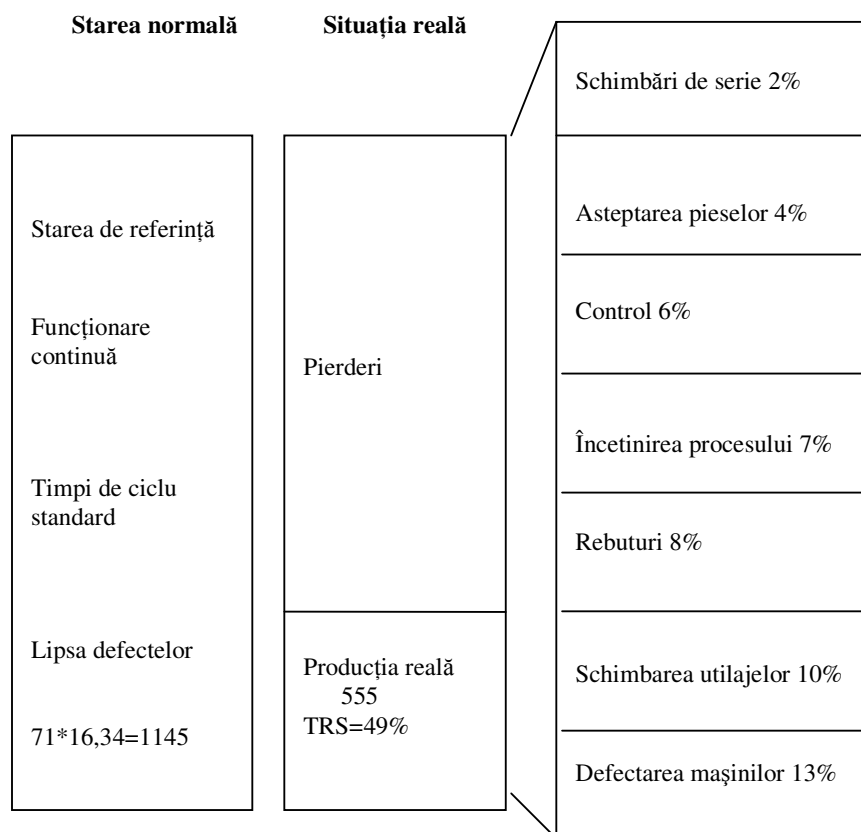 Starea normală
Situația reală
Starea de referință
Funcționare
continuă
Timpi de ciclu
standard
Lipsa defectelor
71*16,34=1145
Pierderi
Producția reală
555
TRS=49%
Schimbări de serie 2%
Asteptarea pieselor 4%
Control 6%
Încetinirea procesului 7%
Rebuturi 8%
Schimbarea utilajelor 10%
Defectarea mașinilor 13%